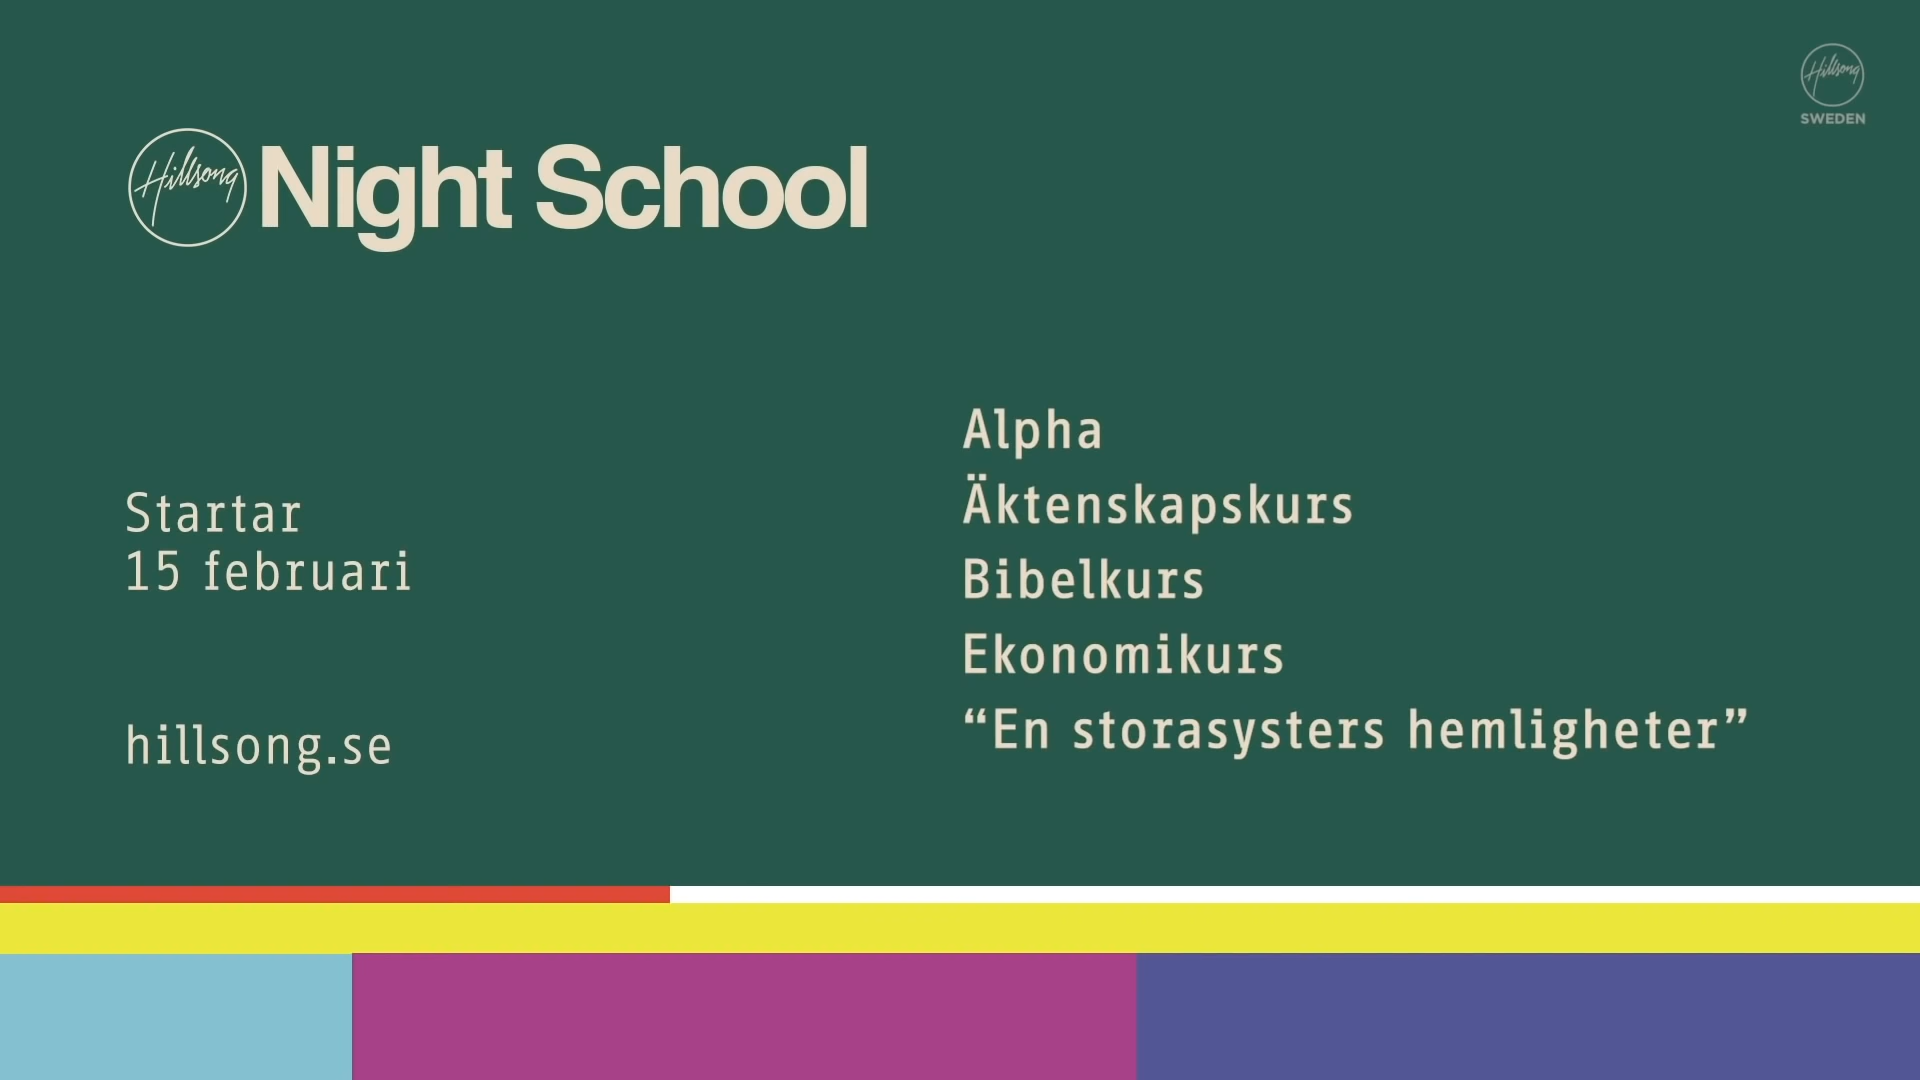 Hillsong Night School
Hillsong
SWEDEN
Startar
15 februari
hillsong.se
Alpha
Äktenskapskurs
Bibelkurs
Ekonomikurs
“En storasysters hemligheter”